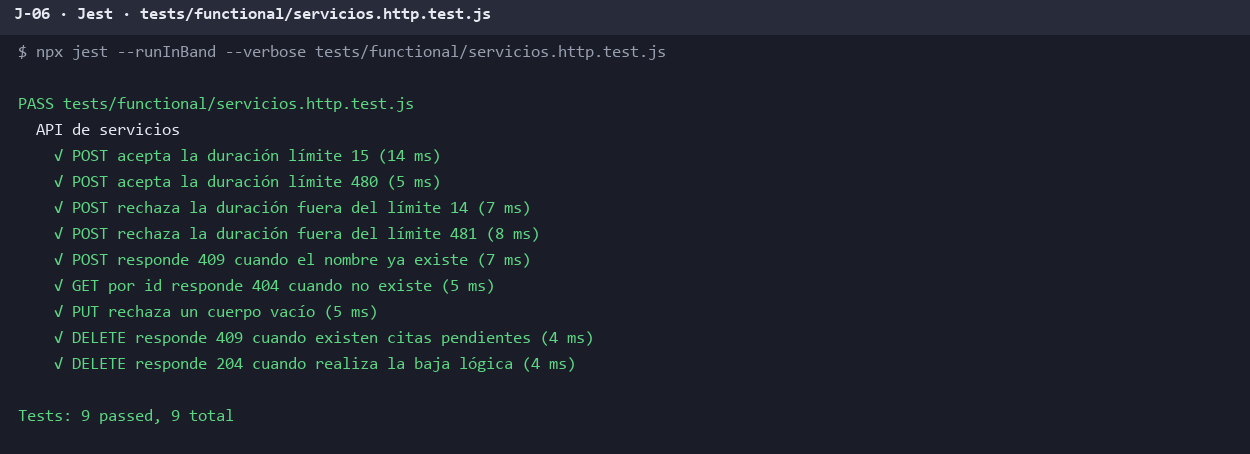 J-06 · Jest · tests/functional/servicios.http.test.js
$ npx jest --runInBand --verbose tests/functional/servicios.http.test.js
PASS tests/functional/servicios.http.test.js
API de servicios
√ POST acepta la duración límite 15 (14 ms)
√ POST acepta la duración límite 480 (5 ms)
√ POST rechaza la duración fuera del límite 14 (7 ms)
√ POST rechaza la duración fuera del límite 481 (8 ms)
√ POST responde 409 cuando el nombre ya existe (7 ms)
√ GET por id responde 404 cuando no existe (5 ms)
√ PUT rechaza un cuerpo vacío (5 ms)
√ DELETE responde 409 cuando existen citas pendientes (4 ms)
√ DELETE responde 204 cuando realiza la baja lógica (4 ms)
Tests: 9 passed, 9 total